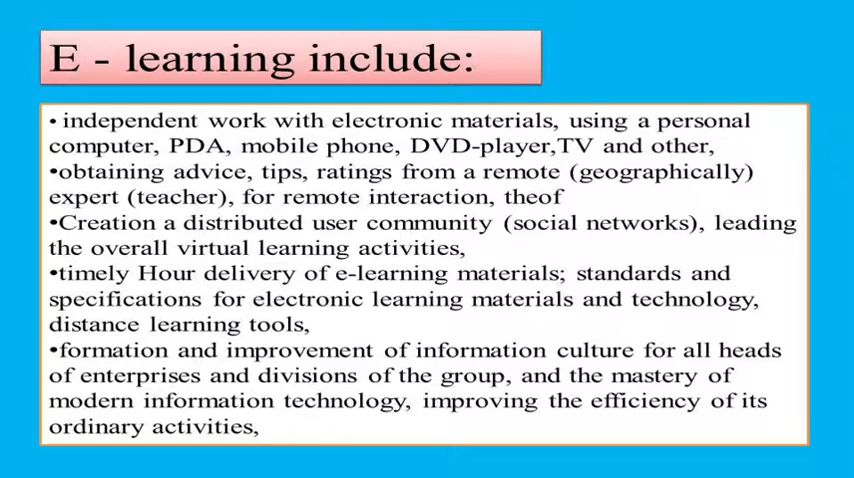 E - learning include:
• independent work with electronic materials, using a personal
computer, PDA, mobile phone, DVD-player,TV and other,
•obtaining advice, tips, ratings from a remote (geographically)
expert (teacher), for remote interaction, theof
•Creation a distributed user community (social networks), leading
the overall virtual learning activities,
•timely Hour delivery of e-learning materials; standards and
specifications for electronic learning materials and technology,
distance learning tools,
•formation and improvement of information culture for all heads
of enterprises and divisions of the group, and the mastery of
modern information technology, improving the efficiency of its
ordinary activities,